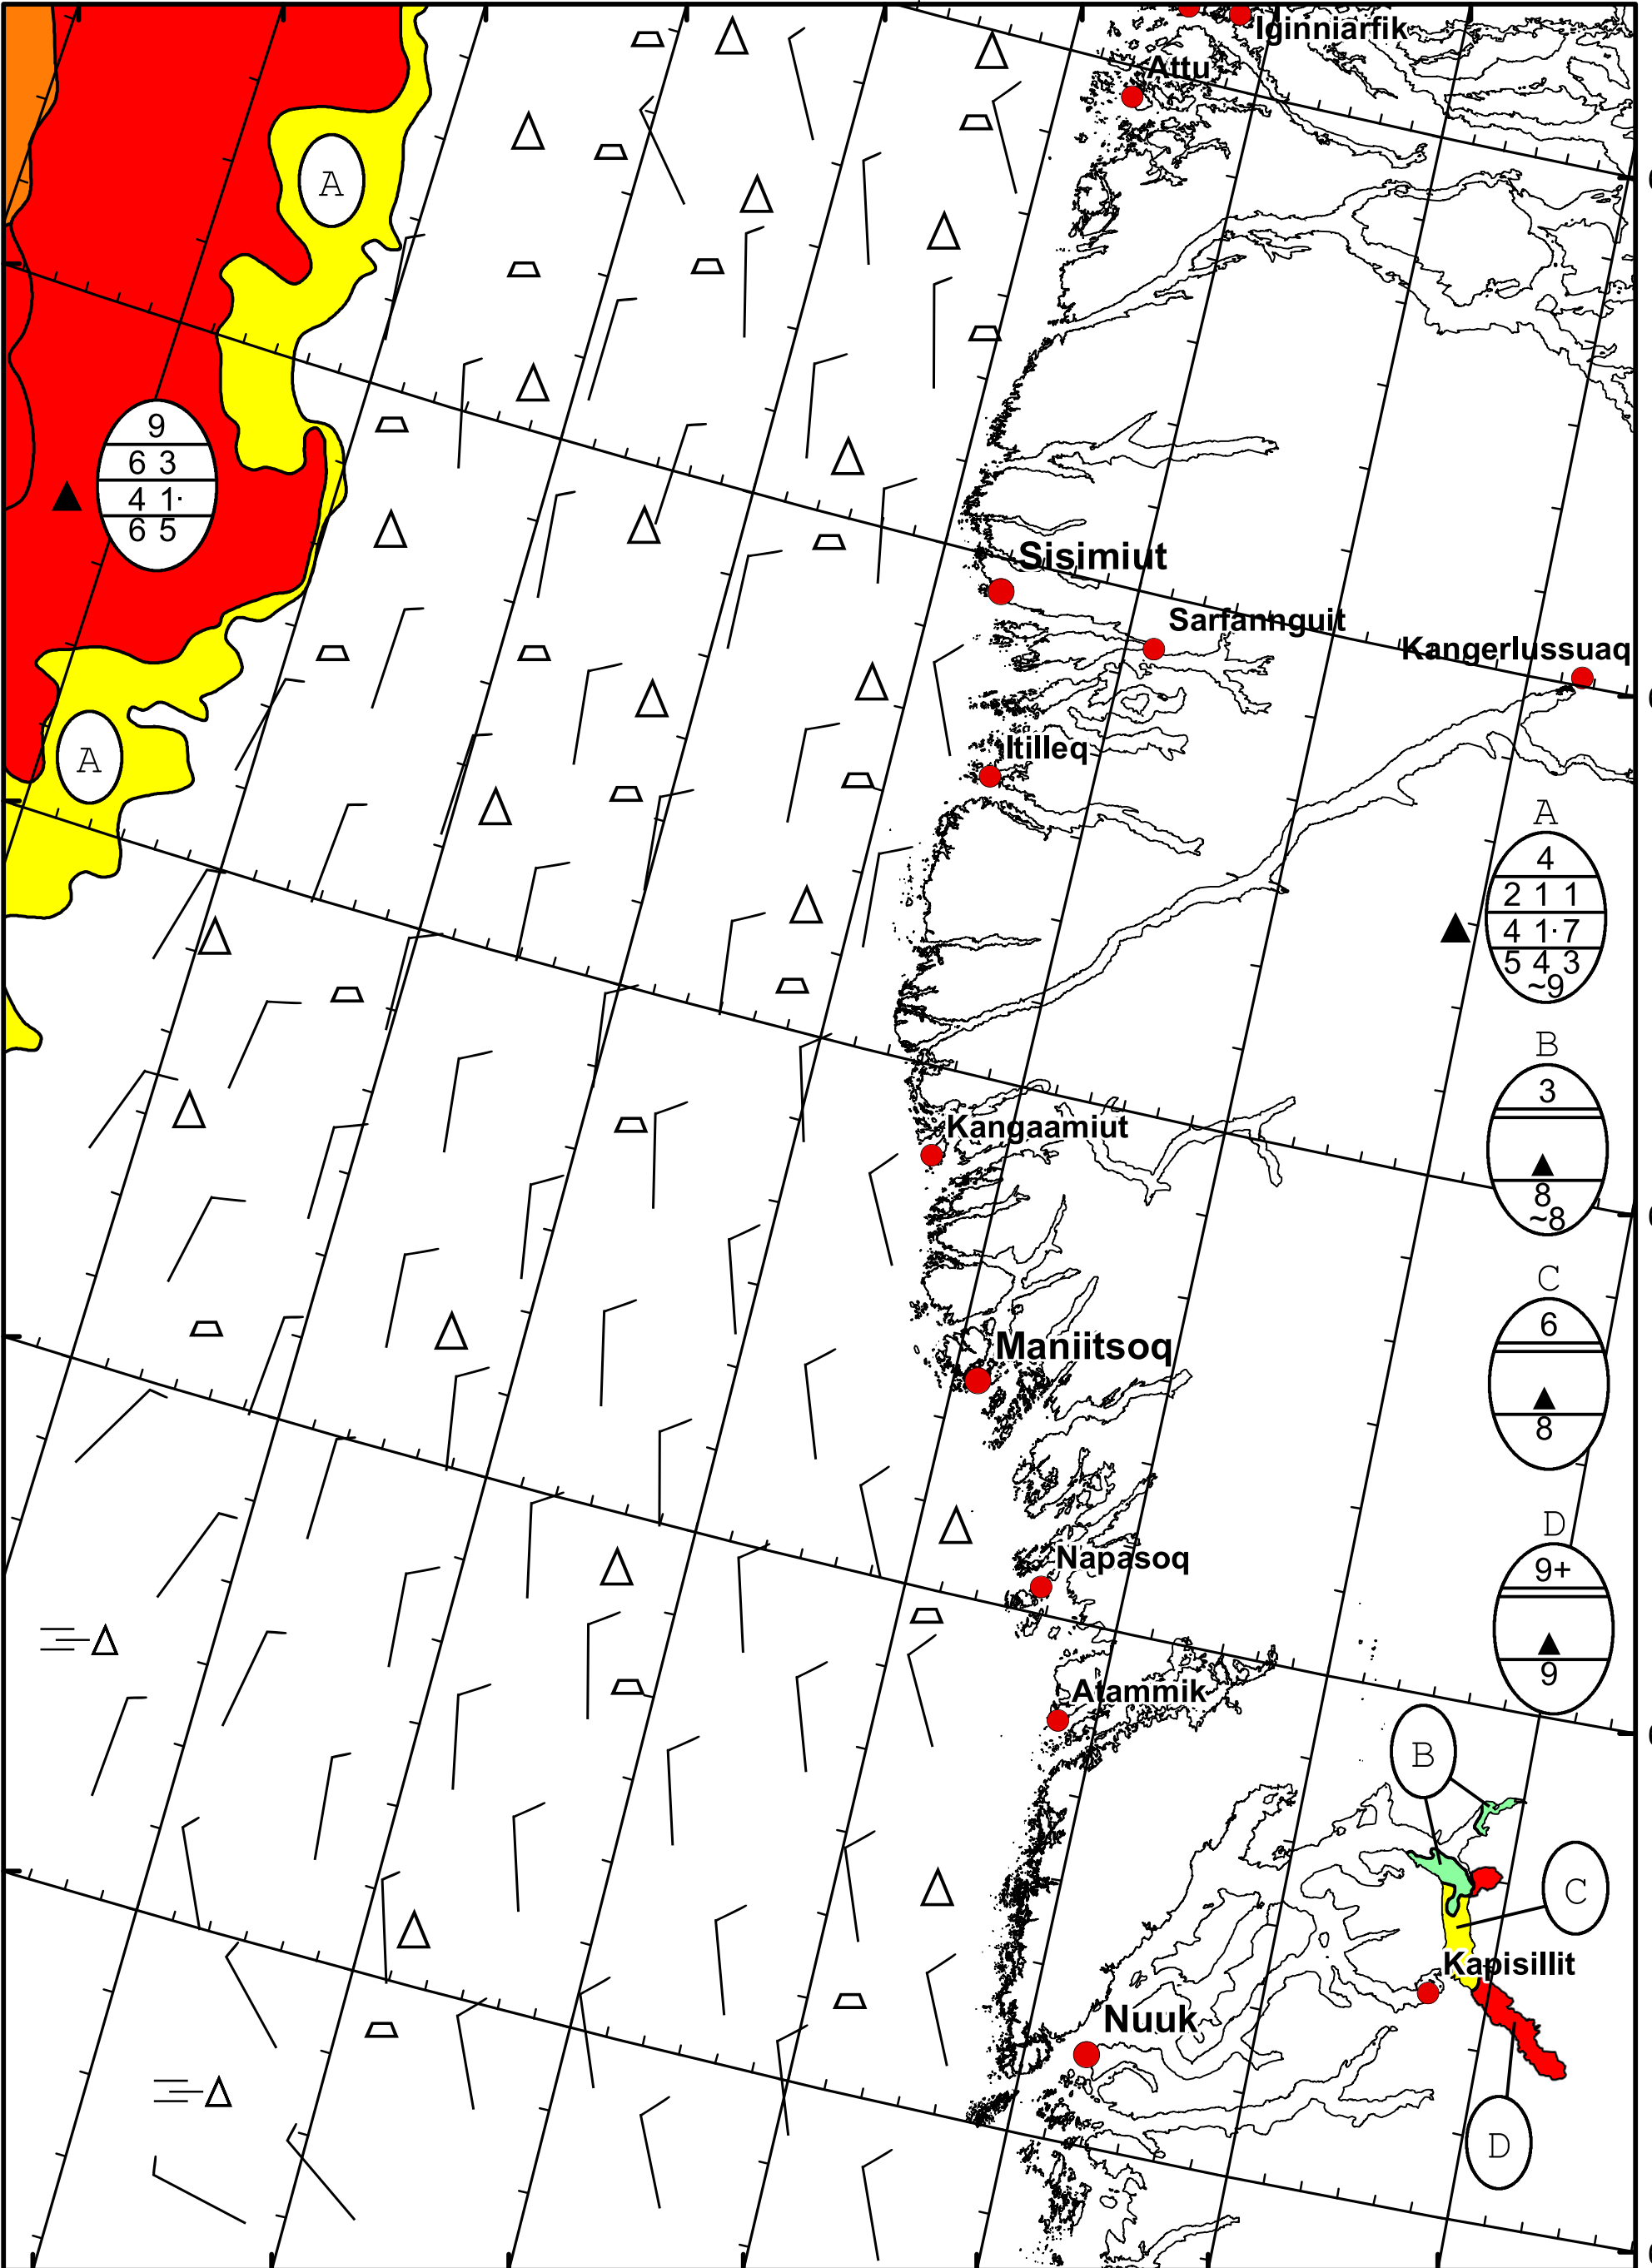 Iginniarfik
Attu
A
9
6 3
4 1·
6 5
Sisimiut
Sarfannguit
Kangerlussuaq
A
Itilleq
A
4
2 1 1
4 1·7
5 4 3
~9
B
3
8
~8
Kangaamiut
C
6
8
Maniitsoq
D
9+
9
Napasoq
Atammik
B
C
Kapisillit
Nuuk
D